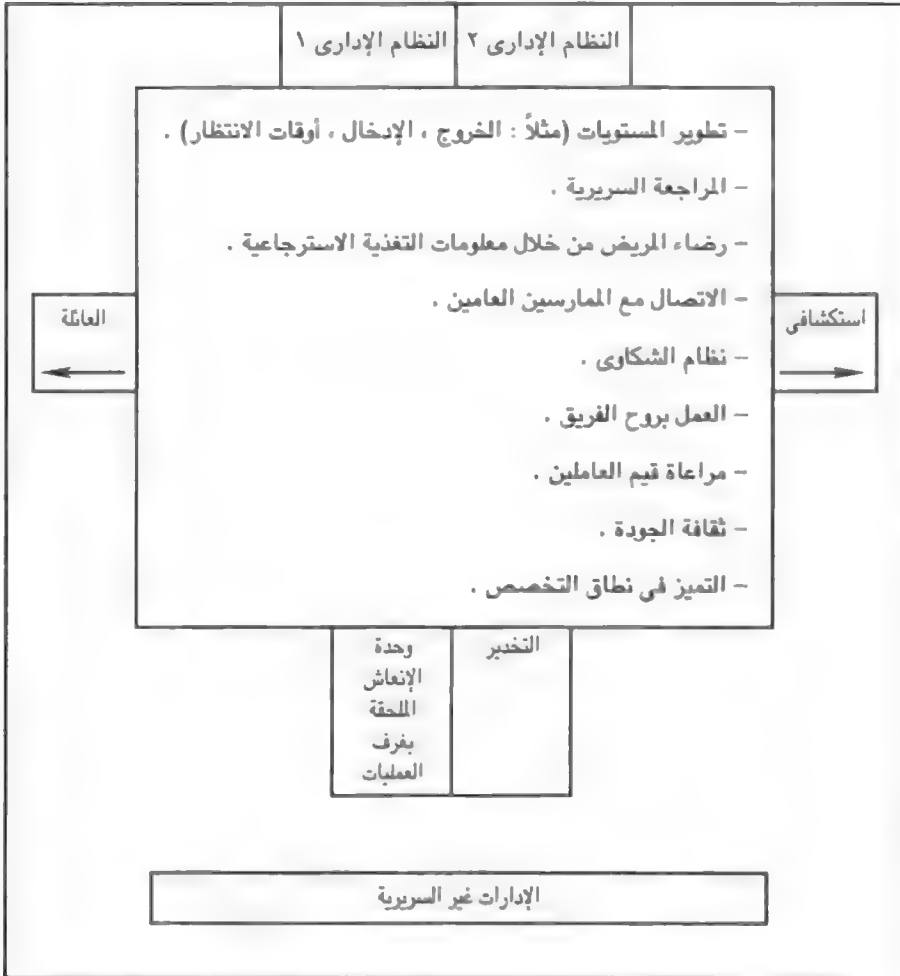 النظام الإدارى ١
النظام الإدارى ٢
– تطوير المستويات (مثلاً : الخروج ، الإدخال ، أوقات الانتظار) .
– المراجعة السريرية .
– رضاء المريض من خلال معلومات التغذية الاسترجاعية .
– الاتصال مع الممارسين العامين .
– نظام الشكاوى .
– العمل بروح الفريق .
– مراعاة قيم العاملين .
– ثقافة الجودة .
– التميز فى نطاق التخصص .
استكشافى
العائلة
التخدير
وحدة
الإنعاش
الملحقة
بغرف
العمليات
الإدارات غير السريرية